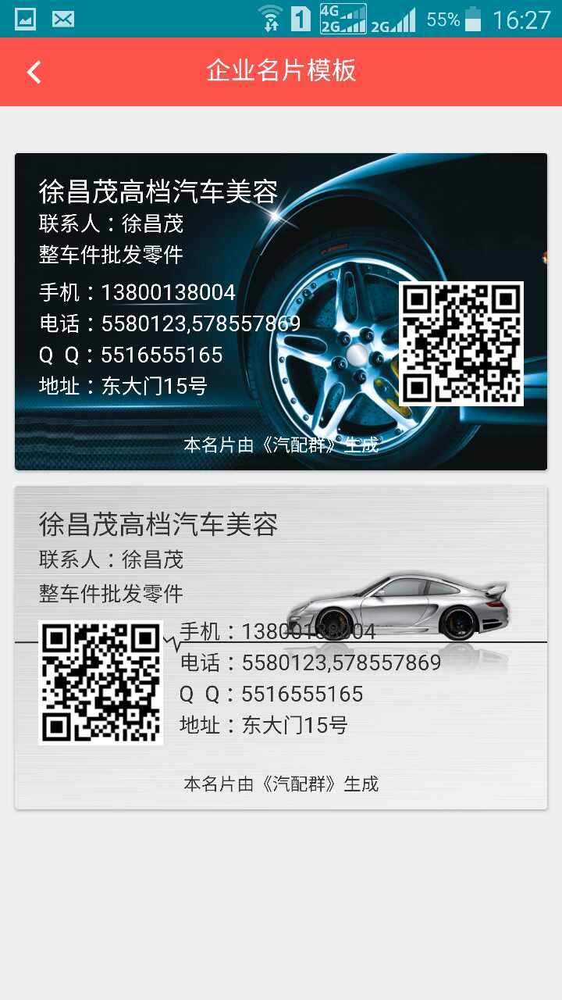 4G
2G 2G 55% 16:27
1
企业名片模板
徐昌茂高档汽车美容
联系人：徐昌茂
整车件批发零件
手机：13800138004
电话：5580123,578557869
Q Q：5516555165
地址：东大门15号
本名片由《汽配群》生成
徐昌茂高档汽车美容
联系人：徐昌茂
整车件批发零件
手机：13800138004
电话：5580123,578557869
Q Q：5516555165
地址：东大门15号
本名片由《汽配群》生成